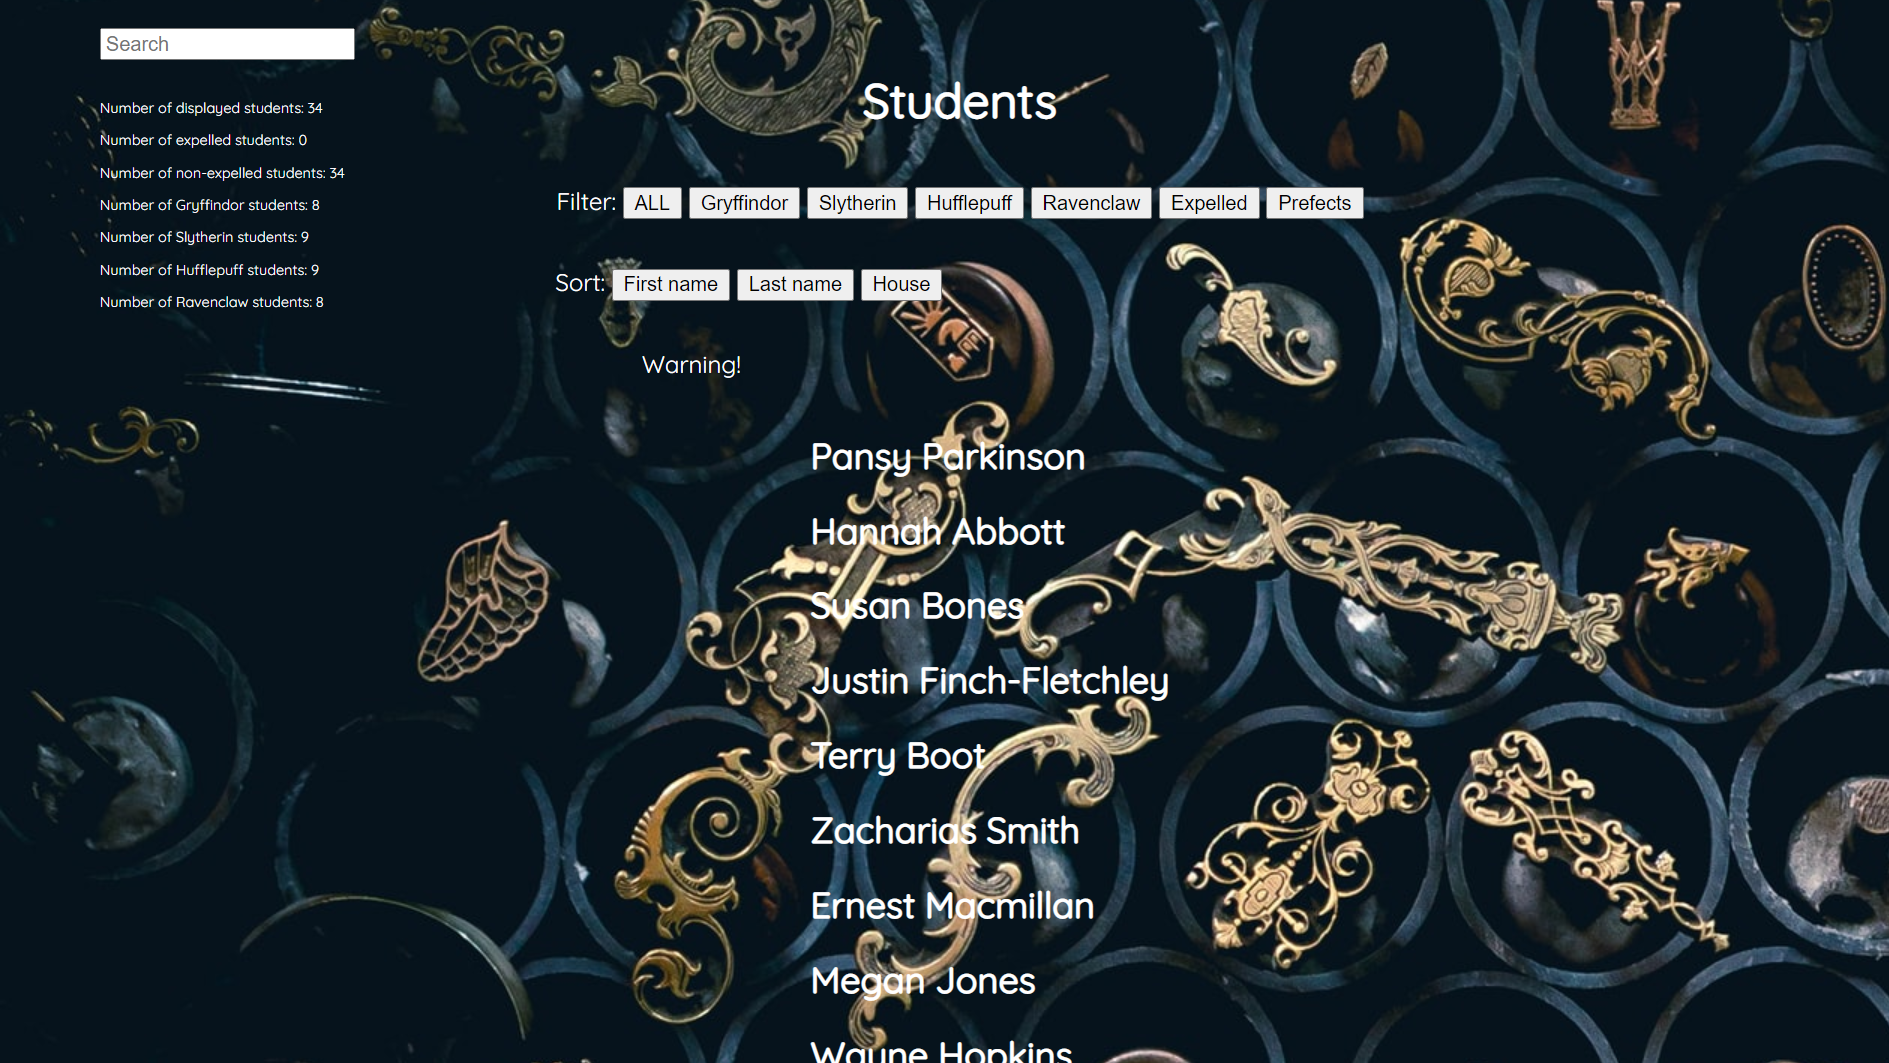 Search
Number of displayed students: 34
Number of expelled students: 0
Number of non-expelled students: 34
Number of Gryffindor students: 8
Number of Slytherin students: 9
Number of Hufflepuff students: 9
Number of Ravenclaw students: 8
Students
Filter: ALL Gryffindor Slytherin Hufflepuff Ravenclaw Expelled Prefects
Sort: First name Last name House
Warning!
Pansy Parkinson
Hannah Abbott
Susan Bones
Justin Finch-Fletchley
Terry Boot
Zacharias Smith
Ernest Macmillan
Megan Jones
Wayne Hopkins